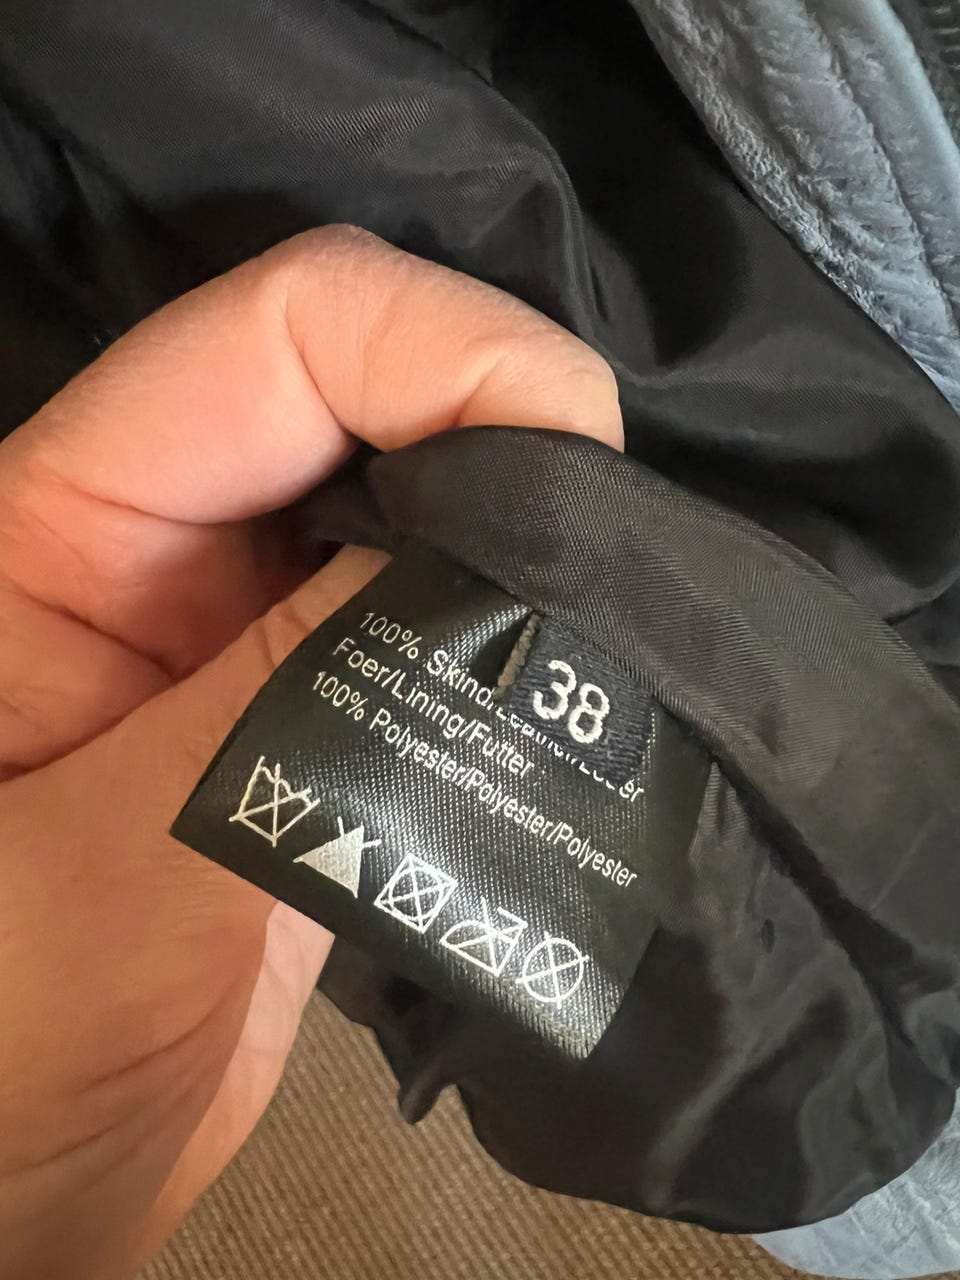 38
100% Skind/Leather/Leder
Foer/Lining/Futter
100% Polyester/Polyester/Polyester